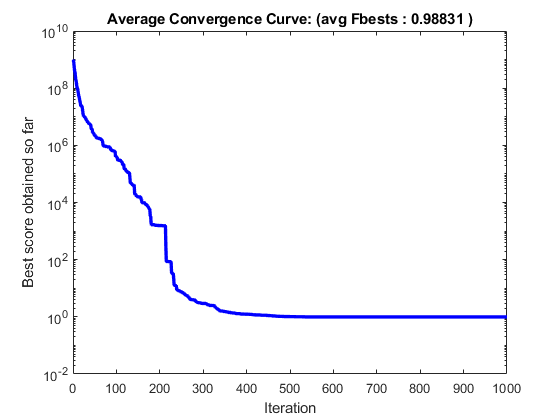 Average Convergence Curve: (avg Fbests : 0.98831 )
Best score obtained so far
10^10
10^8
10^6
10^4
10^2
10^0
10^-2
0 100 200 300 400 500 600 700 800 900 1000
Iteration